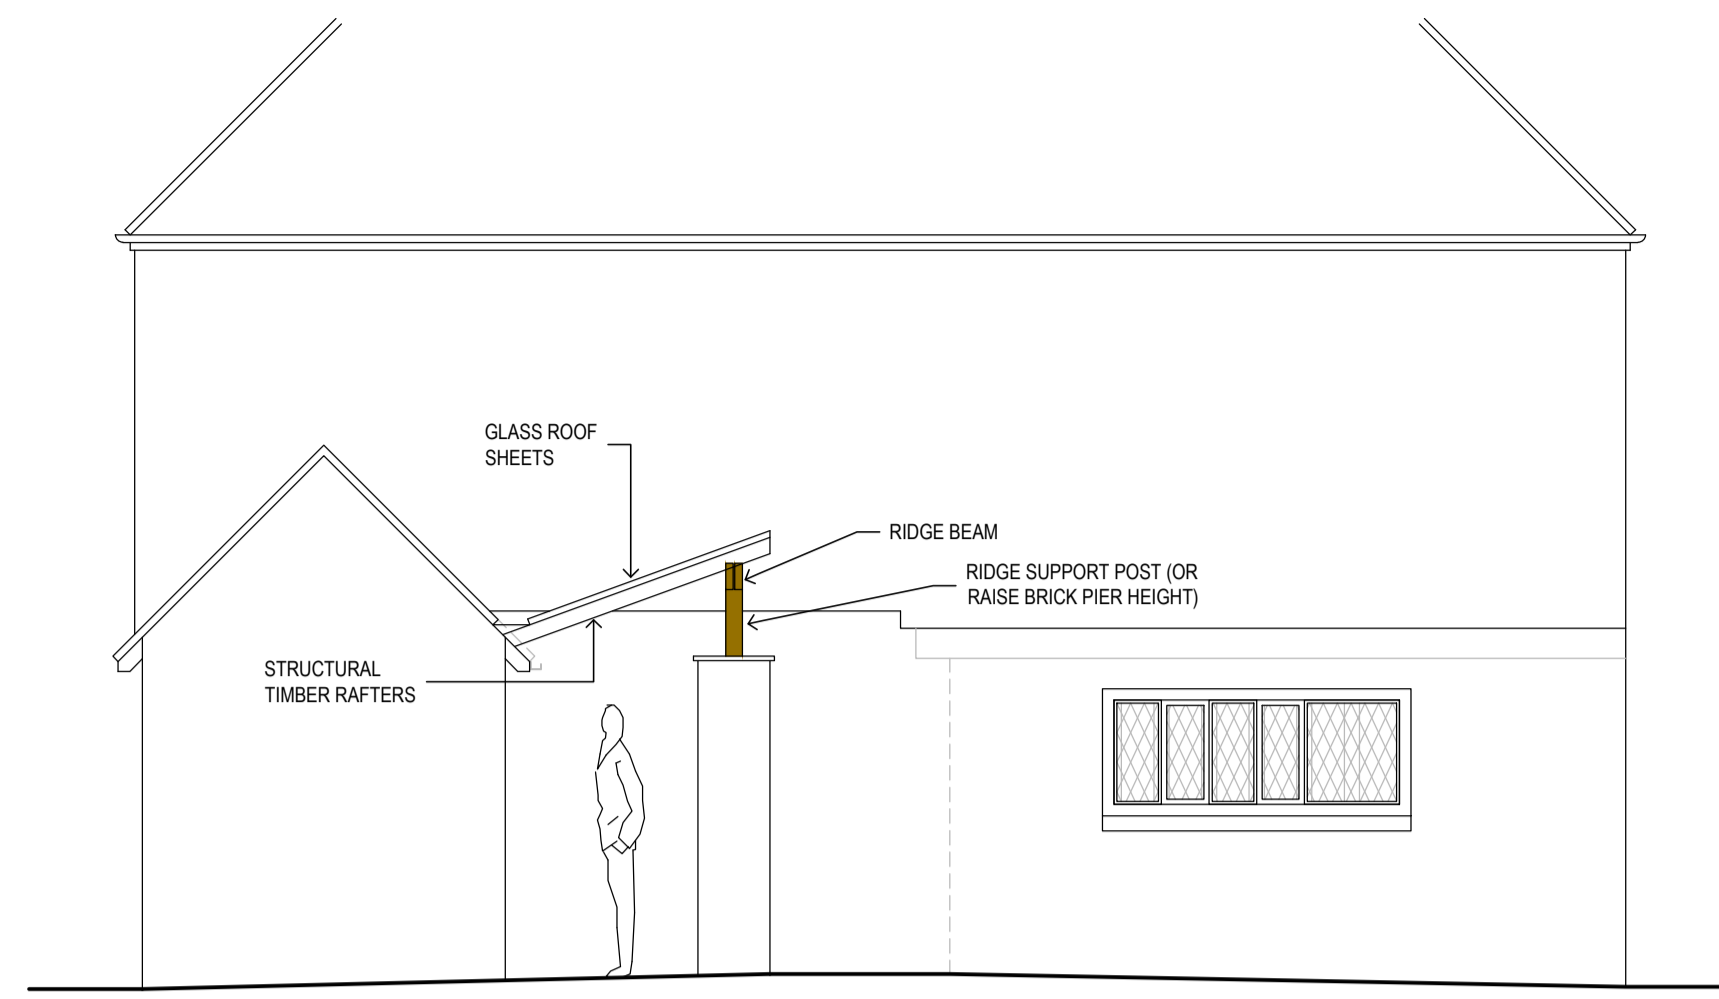 GLASS ROOF
SHEETS
RIDGE BEAM
RIDGE SUPPORT POST (OR
RAISE BRICK PIER HEIGHT)
STRUCTURAL
TIMBER RAFTERS